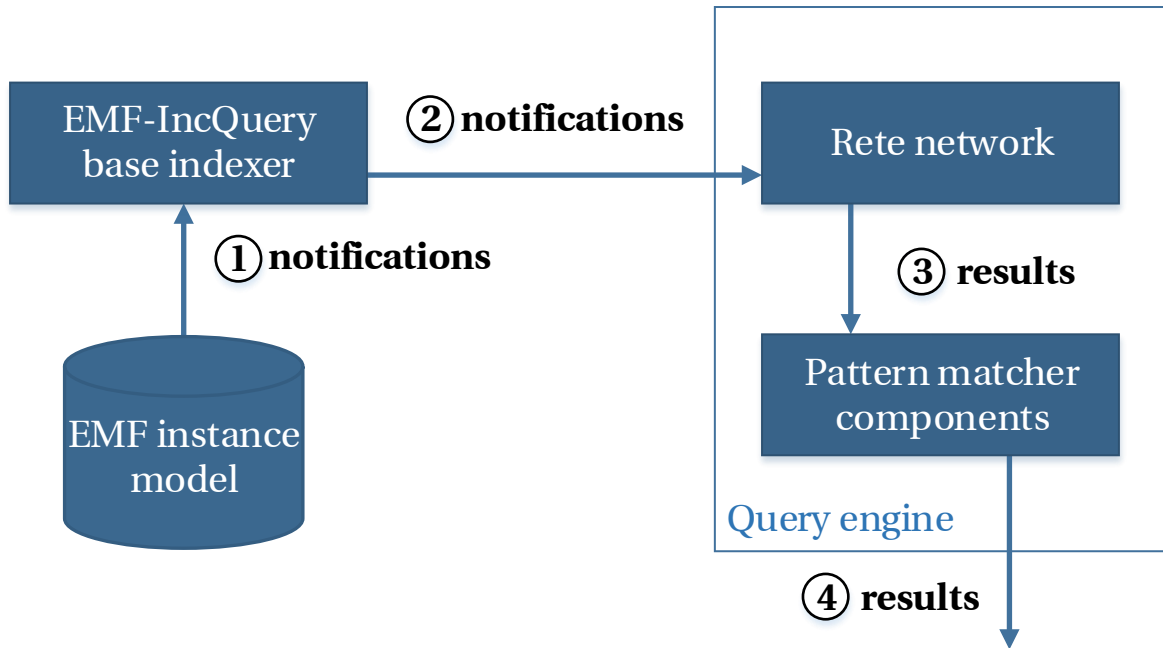 EMF-IncQuery
base indexer
② notifications
Rete network
① notifications
③ results
Pattern matcher
components
EMF instance
model
Query engine
④ results